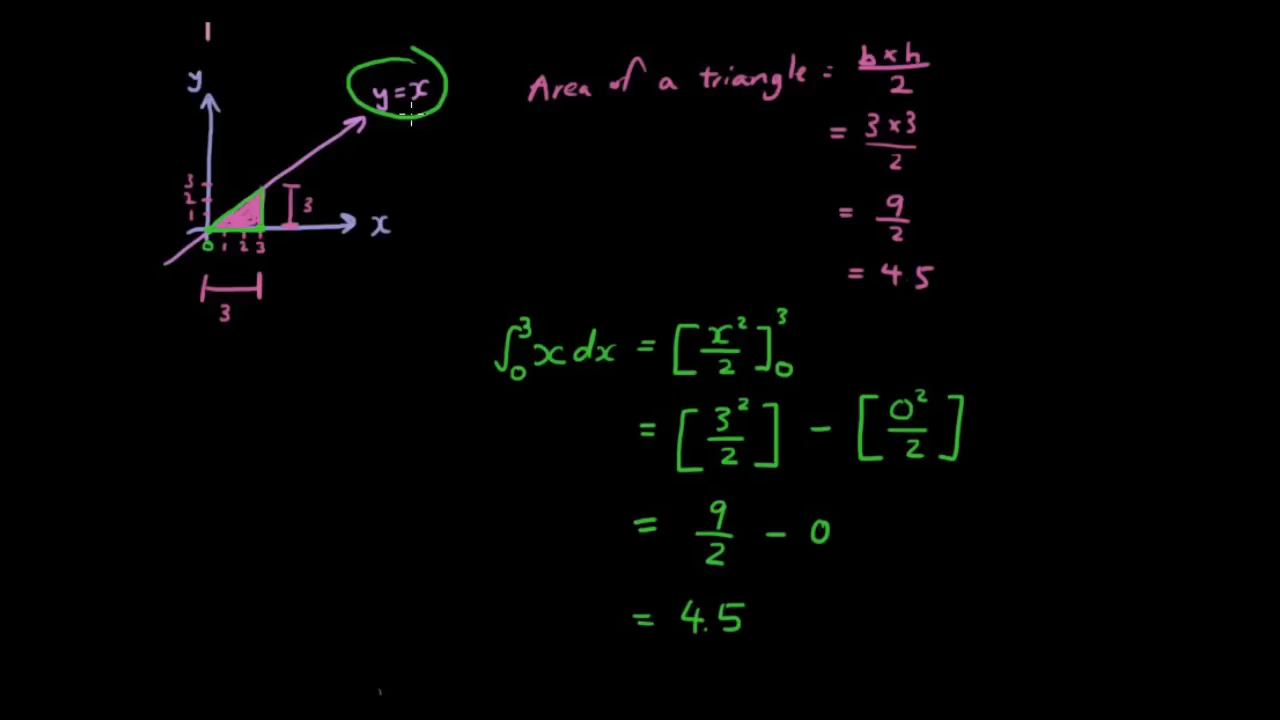 y
y = x
3
2
1
3
x
0 1 2 3
3
Area of a triangle = b × h / 2
= 3 × 3 / 2
= 9 / 2
= 4.5
∫₀³ x dx = [x²/2]₀³
= [3²/2] − [0²/2]
= 9/2 − 0
= 4.5